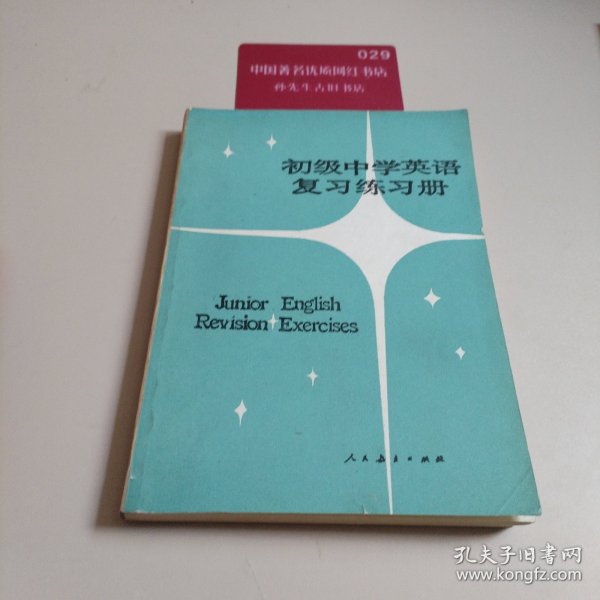 029
中国著名优质网红书店
孙先生古旧书店
初级中学英语
复习练习册
Junior English
Revision Exercises
人民教育出版社
孔夫子旧书网
www.kongfz.com